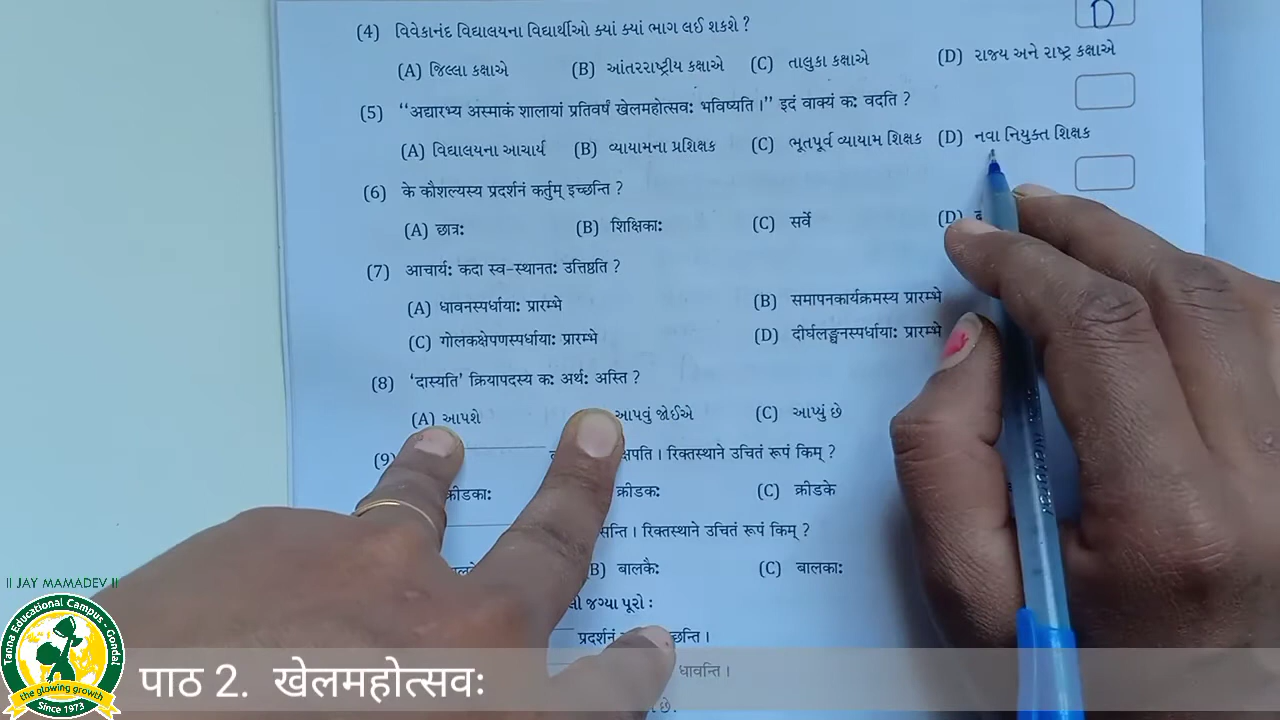 (4) વિવેકાનંદ વિદ્યાલયના વિદ્યાર્થીઓ ક્યાં ક્યાં ભાગ લઈ શકશે ? D
(A) જિલ્લા કક્ષાએ (B) આંતરરાષ્ટ્રીય કક્ષાએ (C) તાલુકા કક્ષાએ (D) રાજ્ય અને રાષ્ટ્ર કક્ષાએ
(5) “अद्यारभ्य अस्माकं शालायां प्रतिवर्षं खेलमहोत्सवः भविष्यति ।” इदं वाक्यं कः वदति ?
(A) વિદ્યાલયના આચાર્ય (B) વ્યાયામના પ્રશિક્ષક (C) ભૂતપૂર્વ વ્યાયામ શિક્ષક (D) નવા નિયુક્ત શિક્ષક
(6) के कौशल्यस्य प्रदर्शनं कर्तुम् इच्छन्ति ?
(A) छात्रः (B) शिक्षिकाः (C) सर्वे (D)
(7) आचार्यः कदा स्व-स्थानतः उत्तिष्ठति ?
(A) धावनस्पर्धायाः प्रारम्भे (B) समापनकार्यक्रमस्य प्रारम्भे
(C) गोलकक्षेपणस्पर्धायाः प्रारम्भे (D) दीर्घलङ्घनस्पर्धायाः प्रारम्भे
(8) ‘दास्यति’ क्रियापदस्य कः अर्थः अस्ति ?
(A) આપશે આપવું જોઈએ (C) આપ્યું છે
(9) क्षिपति । रिक्तस्थाने उचितं रूपं किम् ?
क्रीडकाः क्रीडकः (C) क्रीडके
सन्ति । रिक्तस्थाने उचितं रूपं किम् ?
(B) बालकैः (C) बालकाः
જગ્યા પૂરો :
प्रदर्शनं
धावन्ति ।
છે.
|| JAY MAMADEV ||
Tanna Educational Campus - Gondal
the glowing growth
Since 1973
पाठ 2. खेलमहोत्सवः